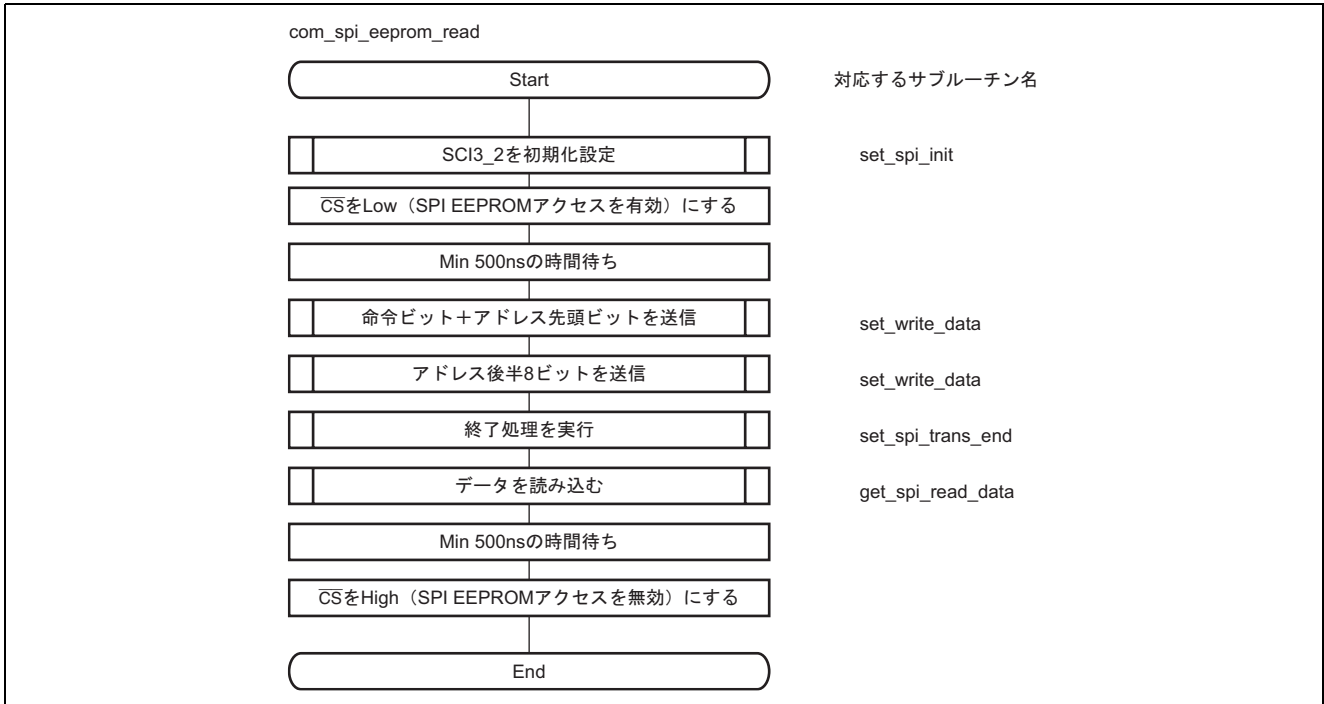 com_spi_eeprom_read
Start 対応するサブルーチン名
SCI3_2を初期化設定 set_spi_init
C̅S̅をLow（SPI EEPROMアクセスを有効）にする
Min 500nsの時間待ち
命令ビット＋アドレス先頭ビットを送信 set_write_data
アドレス後半8ビットを送信 set_write_data
終了処理を実行 set_spi_trans_end
データを読み込む get_spi_read_data
Min 500nsの時間待ち
C̅S̅をHigh（SPI EEPROMアクセスを無効）にする
End